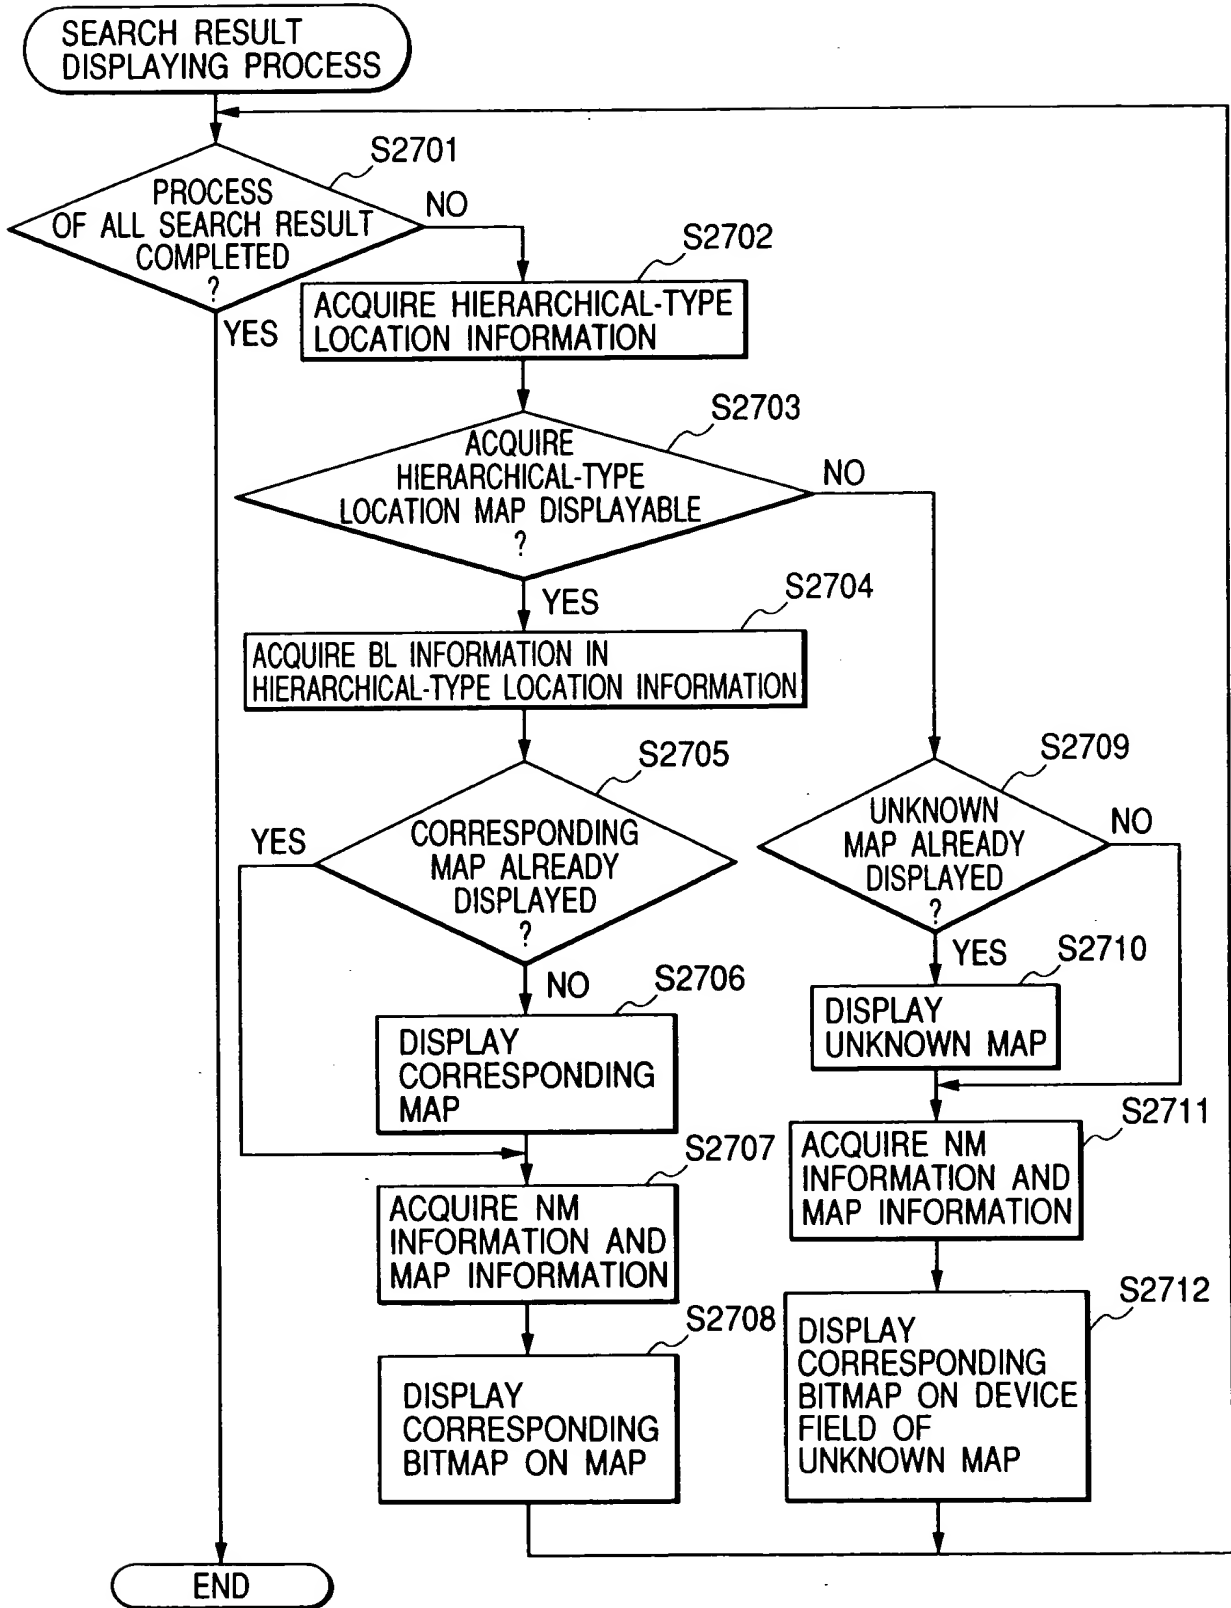 SEARCH RESULT
DISPLAYING PROCESS
S2701
PROCESS
OF ALL SEARCH RESULT
COMPLETED
?
NO
YES
S2702
ACQUIRE HIERARCHICAL-TYPE
LOCATION INFORMATION
S2703
ACQUIRE
HIERARCHICAL-TYPE
LOCATION MAP DISPLAYABLE
?
NO
YES
S2704
ACQUIRE BL INFORMATION IN
HIERARCHICAL-TYPE LOCATION INFORMATION
S2705
CORRESPONDING
MAP ALREADY
DISPLAYED
?
YES
NO
S2706
DISPLAY
CORRESPONDING
MAP
S2707
ACQUIRE NM
INFORMATION AND
MAP INFORMATION
S2708
DISPLAY
CORRESPONDING
BITMAP ON MAP
S2709
UNKNOWN
MAP ALREADY
DISPLAYED
?
NO
YES
S2710
DISPLAY
UNKNOWN MAP
S2711
ACQUIRE NM
INFORMATION AND
MAP INFORMATION
S2712
DISPLAY
CORRESPONDING
BITMAP ON DEVICE
FIELD OF
UNKNOWN MAP
END